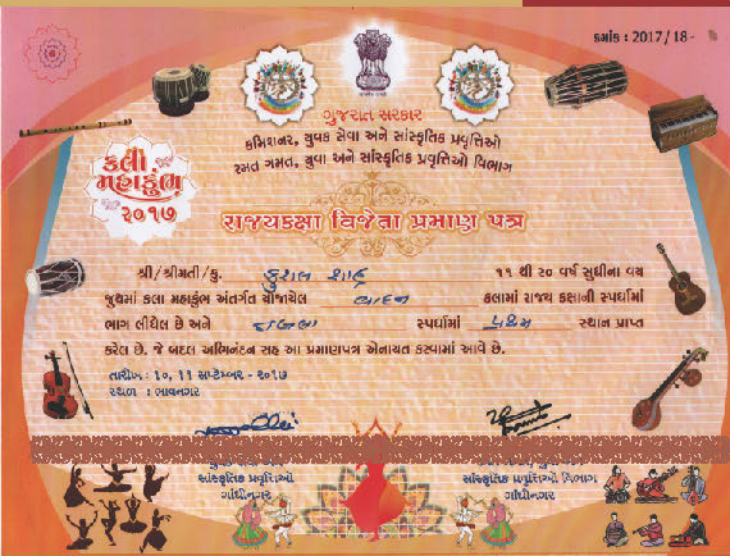 ક્રમાંક : 2017/18-
ગુજરાત સરકાર
કમિશનર, યુવક સેવા અને સાંસ્કૃતિક પ્રવૃત્તિઓ
રમત ગમત, યુવા અને સાંસ્કૃતિક પ્રવૃત્તિઓ વિભાગ
કલા
મહાકુંભ
૨૦૧૭
રાજ્યકક્ષા વિજેતા પ્રમાણ પત્ર
શ્રી/શ્રીમતી/કુ. કુશલ શાહ ૧૧ થી ૨૦ વર્ષ સુધીના વય
જુથમાં કલા મહાકુંભ અંતર્ગત યોજાયેલ વાદન કલામાં રાજ્ય કક્ષાની સ્પર્ધામાં
ભાગ લીધેલ છે અને તબલા સ્પર્ધામાં પ્રથમ સ્થાન પ્રાપ્ત
કરેલ છે. જે બદલ અભિનંદન સહ આ પ્રમાણપત્ર એનાયત કરવામાં આવે છે.
તારીખ : ૧૦, ૧૧ સપ્ટેમ્બર - ૨૦૧૭
સ્થળ : ભાવનગર
સાંસ્કૃતિક પ્રવૃત્તિઓ
ગાંધીનગર
સાંસ્કૃતિક પ્રવૃત્તિઓ વિભાગ
ગાંધીનગર